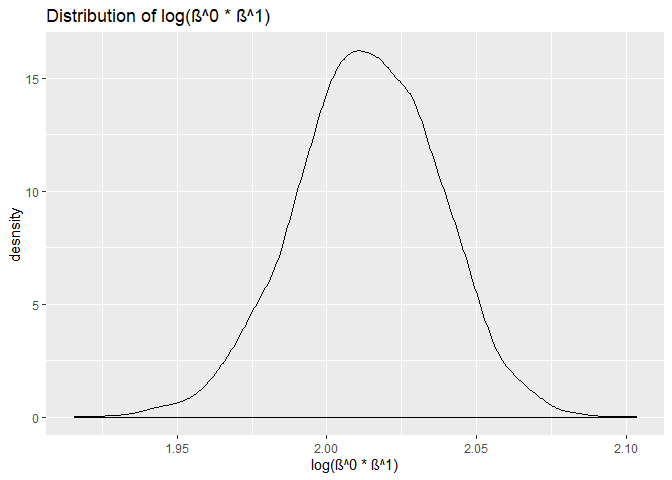 Distribution of log(ß^0 * ß^1)
15
10
5
0
desnsity
1.95 2.00 2.05 2.10
log(ß^0 * ß^1)